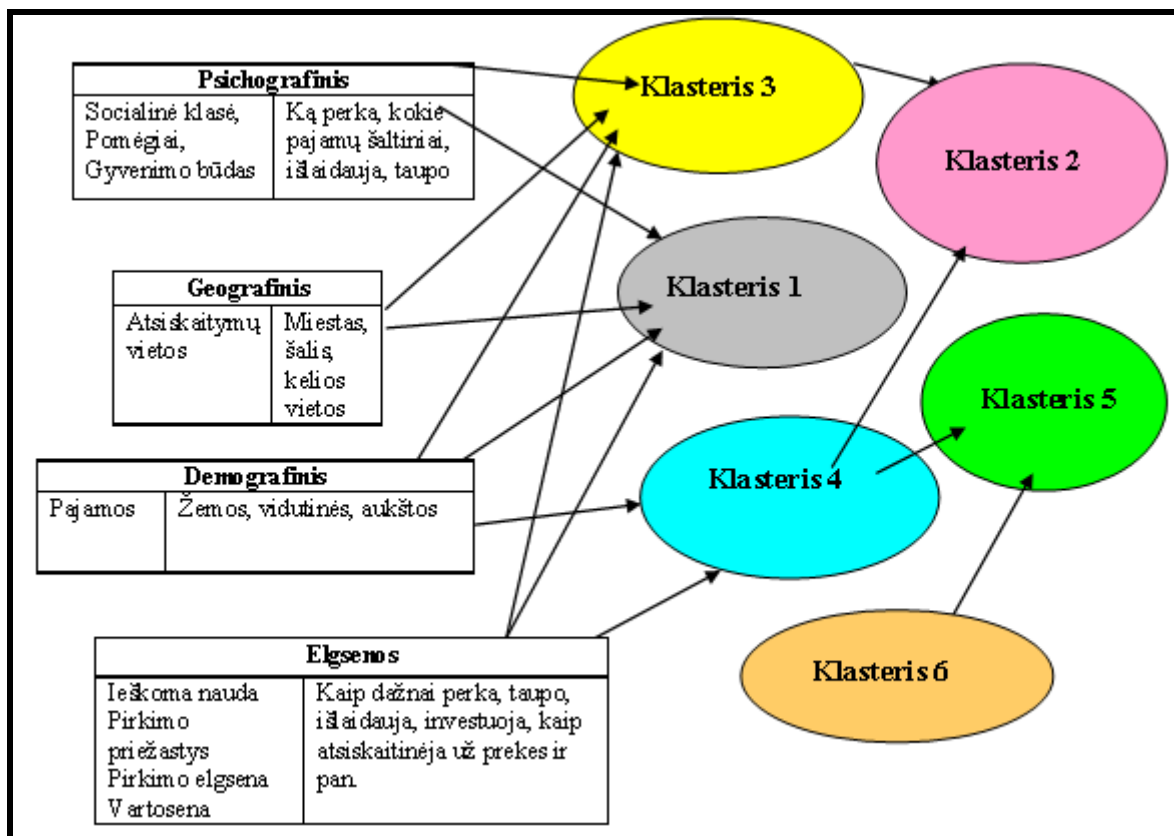 Psichografinis
Socialinė klasė,
Pomėgiai,
Gyvenimo būdas
Ką perka, kokie
pajamų šaltiniai,
išlaidauja, taupo
Geografinis
Atsiskaitymų
vietos
Miestas,
šalis,
kelios
vietos
Demografinis
Pajamos
Žemos, vidutinės, aukštos
Elgsenos
Ieškoma nauda
Pirkimo
priežastys
Pirkimo elgsena
Vartosena
Kaip dažnai perka, taupo,
išlaidauja, investuoja, kaip
atsiskaitinėja už prekes ir
pan.
Klasteris 3
Klasteris 2
Klasteris 1
Klasteris 5
Klasteris 4
Klasteris 6